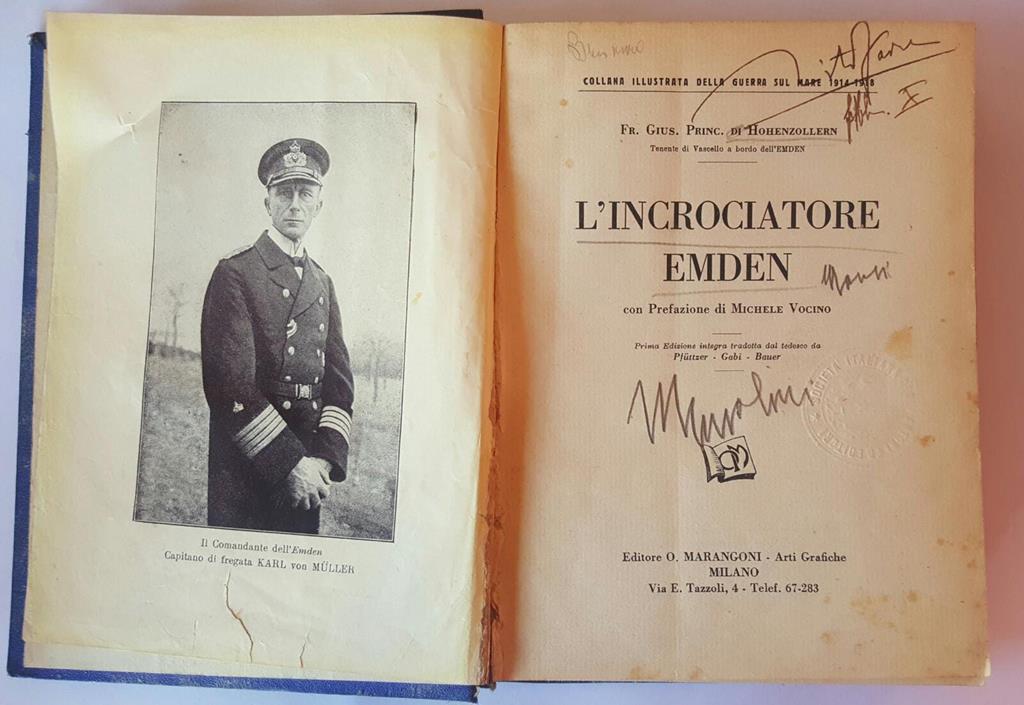 Il Comandante dell'Emden
Capitano di fregata KARL von MÜLLER
COLLANA ILLUSTRATA DELLA GUERRA SUL MARE 1914-1918
FR. GIUS. PRINC. DI HOHENZOLLERN
Tenente di Vascello a bordo dell'EMDEN
L'INCROCIATORE
EMDEN
con Prefazione di MICHELE VOCINO
Prima Edizione integra tradotta dal tedesco da
Pfüttzer - Gabi - Bauer
SOCIETÀ ITALIANA
Mussolini
Editore O. MARANGONI - Arti Grafiche
MILANO
Via E. Tazzoli, 4 - Telef. 67-283